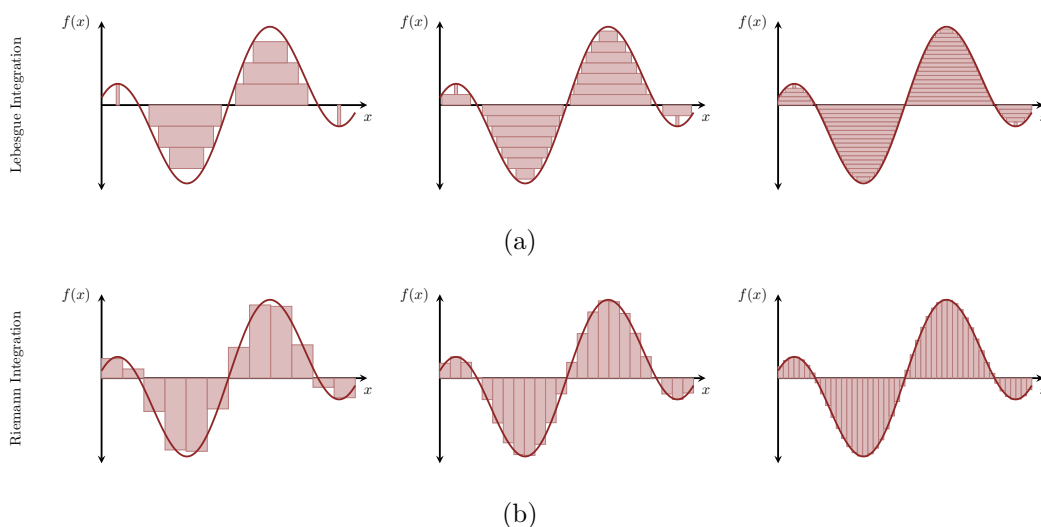 Lebesgue Integration
f(x)
x
f(x)
x
f(x)
(a)
Riemann Integration
f(x)
x
f(x)
x
f(x)
(b)